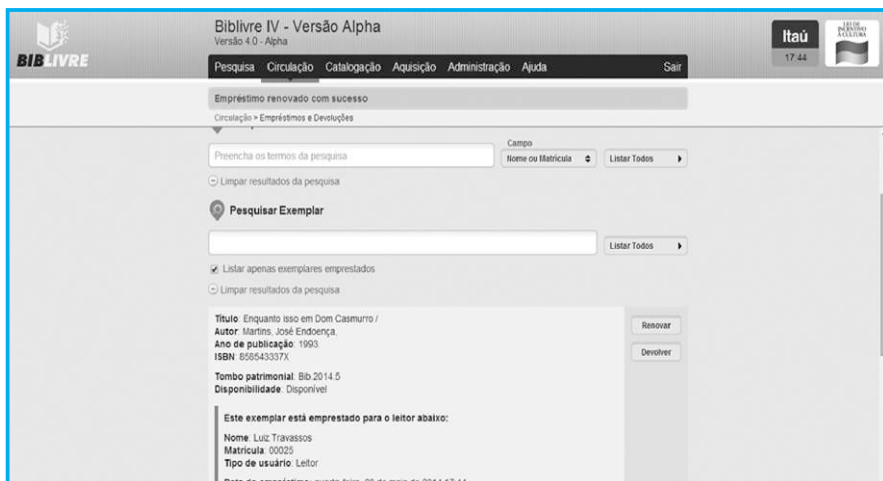 BIBLIVRE
Biblivre IV - Versão Alpha
Versão 4.0 - Alpha
Itaú
17:44
LEI DE
INCENTIVO
À CULTURA
Pesquisa Circulação Catalogação Aquisição Administração Ajuda Sair
Empréstimo renovado com sucesso
Circulação > Empréstimos e Devoluções
Campo
Preencha os termos da pesquisa Nome ou Matrícula Listar Todos
Limpar resultados da pesquisa
Pesquisar Exemplar
Listar Todos
Listar apenas exemplares emprestados
Limpar resultados da pesquisa
Título: Enquanto isso em Dom Casmurro /
Autor: Martins, José Endoença,
Ano de publicação: 1993
ISBN: 858543337X
Renovar
Devolver
Tombo patrimonial: Bib.2014.5
Disponibilidade: Disponível
Este exemplar está emprestado para o leitor abaixo:
Nome: Luiz Travassos
Matrícula: 00025
Tipo de usuário: Leitor